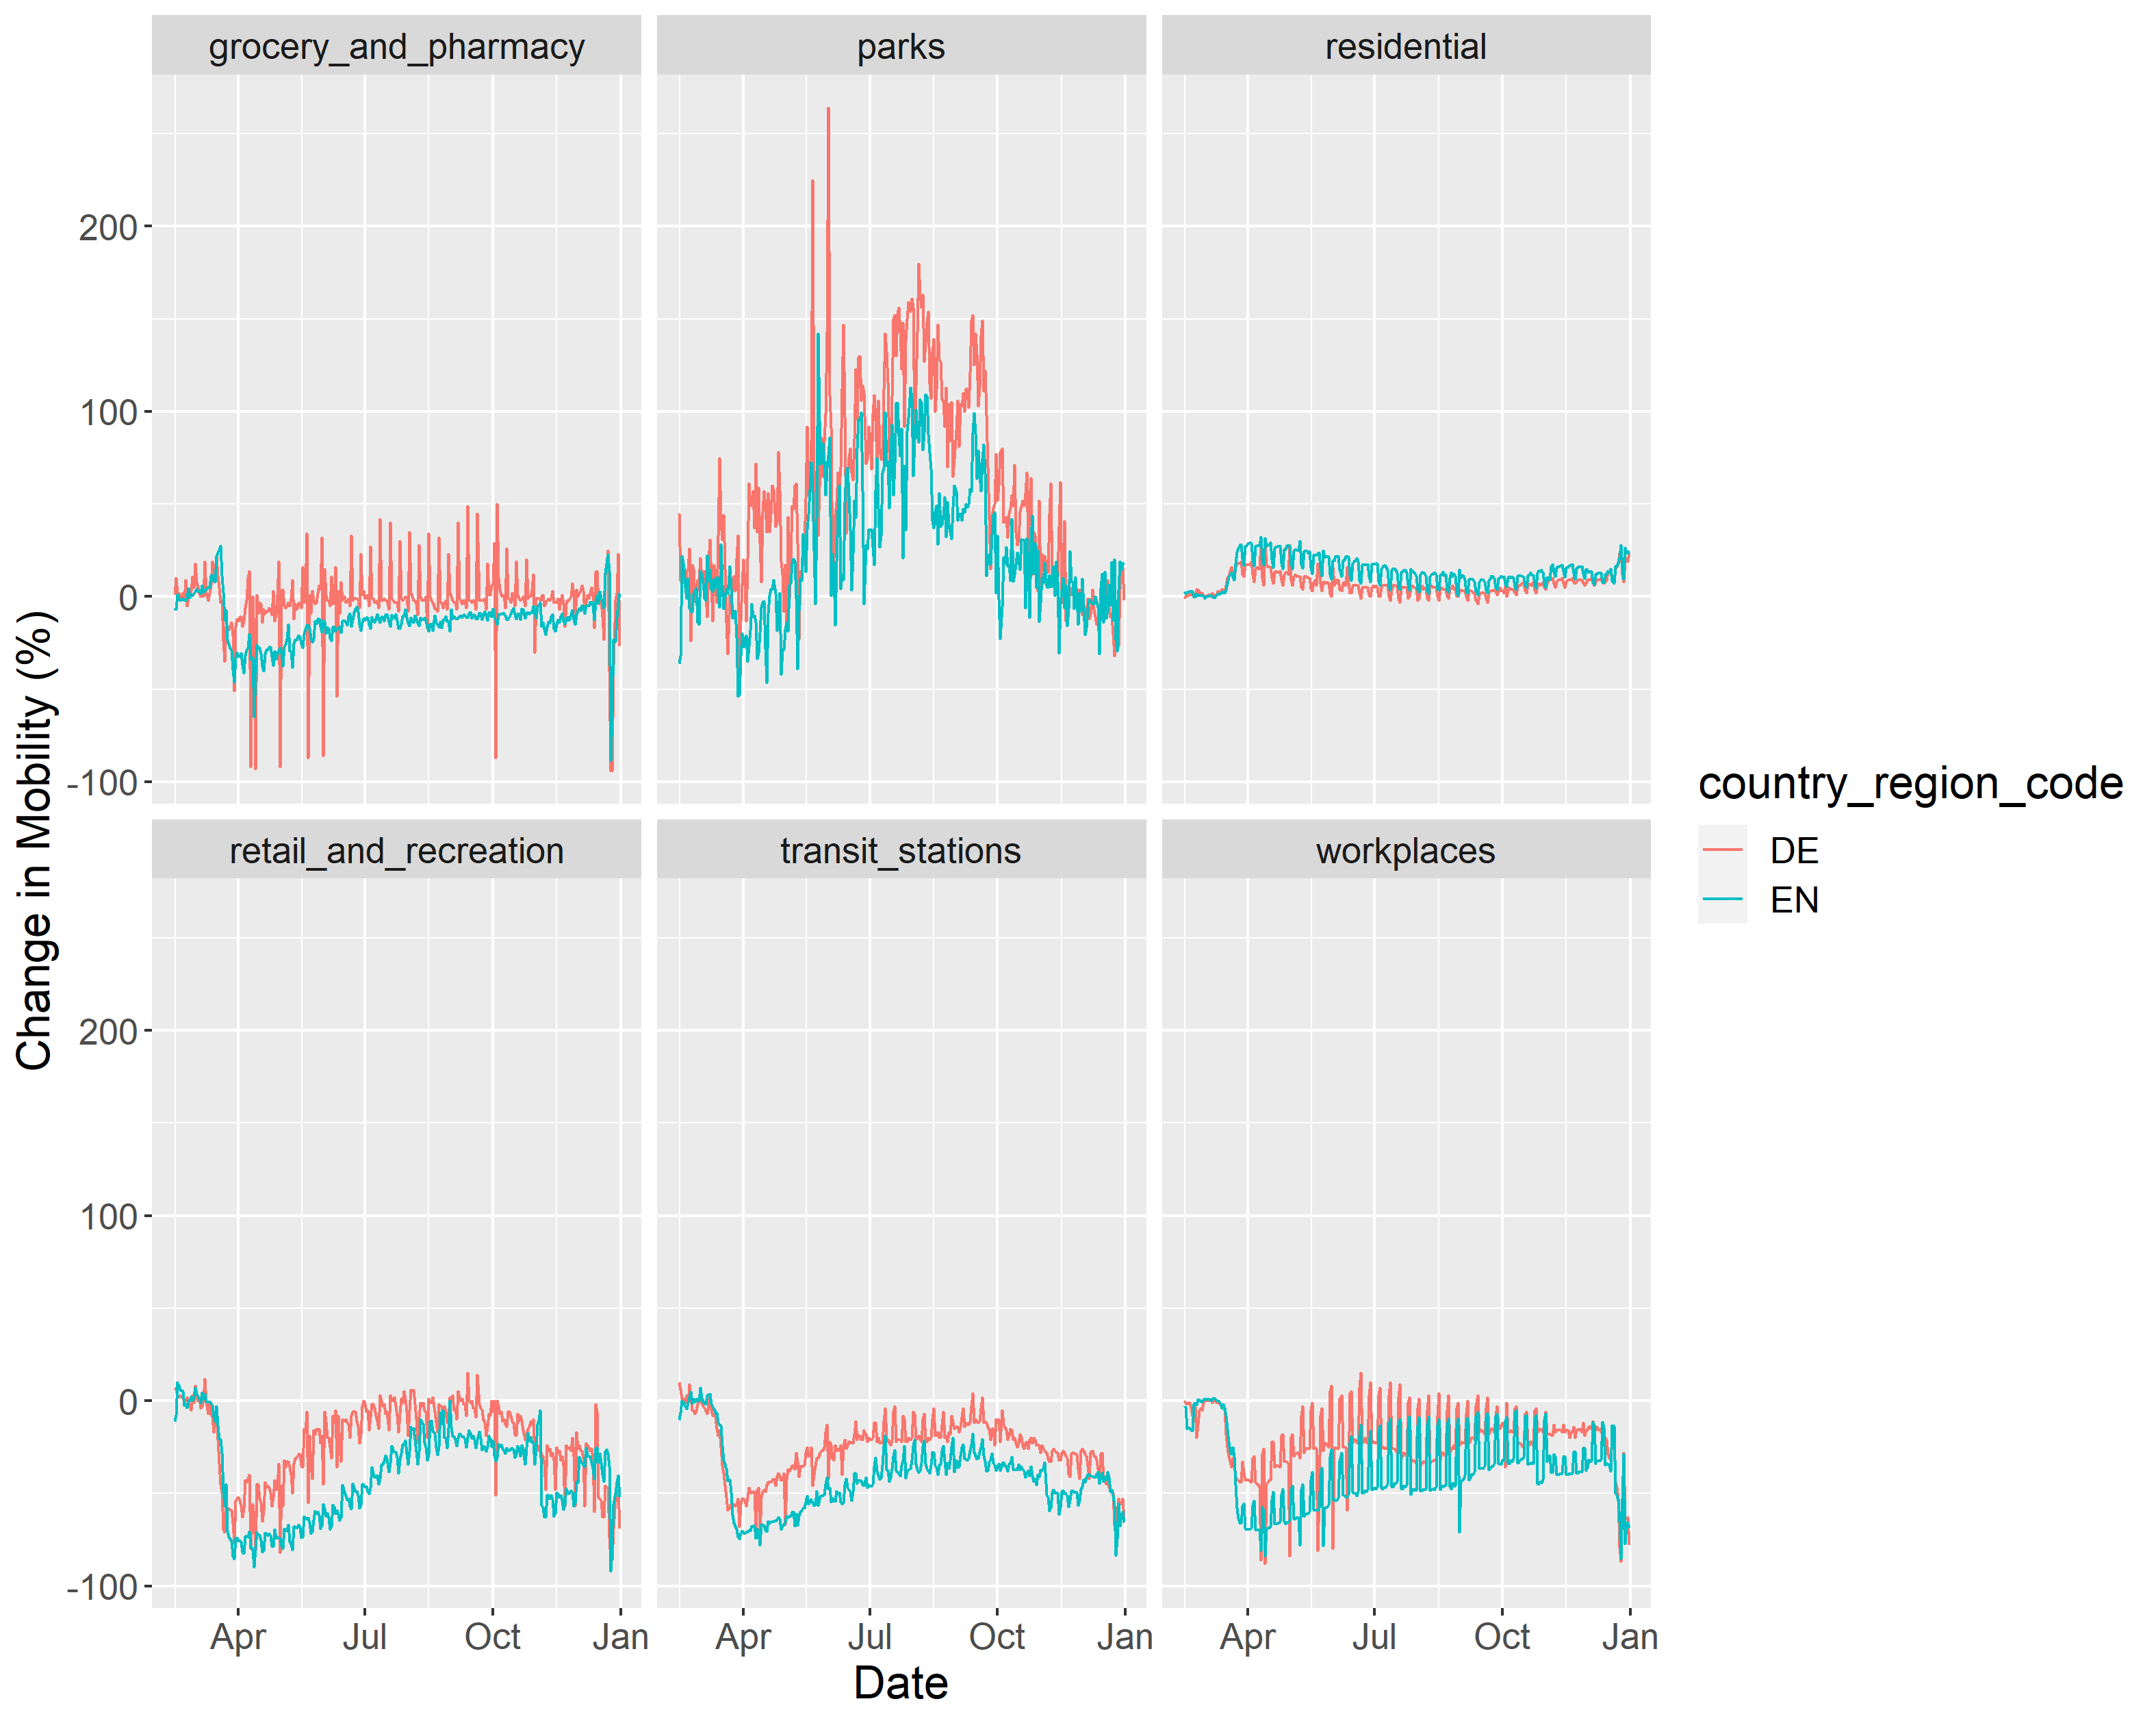 grocery_and_pharmacy
parks
residential
200
100
0
-100
retail_and_recreation
transit_stations
workplaces
200
100
0
-100
Apr Jul Oct Jan
Apr Jul Oct Jan
Apr Jul Oct Jan
Date
Change in Mobility (%)
country_region_code
DE
EN